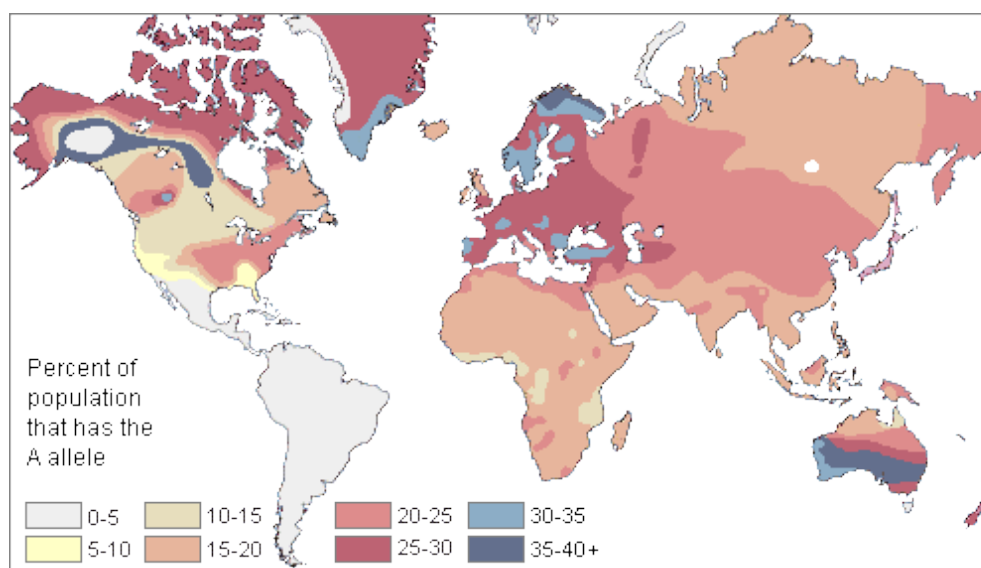 Percent of
population
that has the
A allele
0-5
10-15
20-25
30-35
5-10
15-20
25-30
35-40+